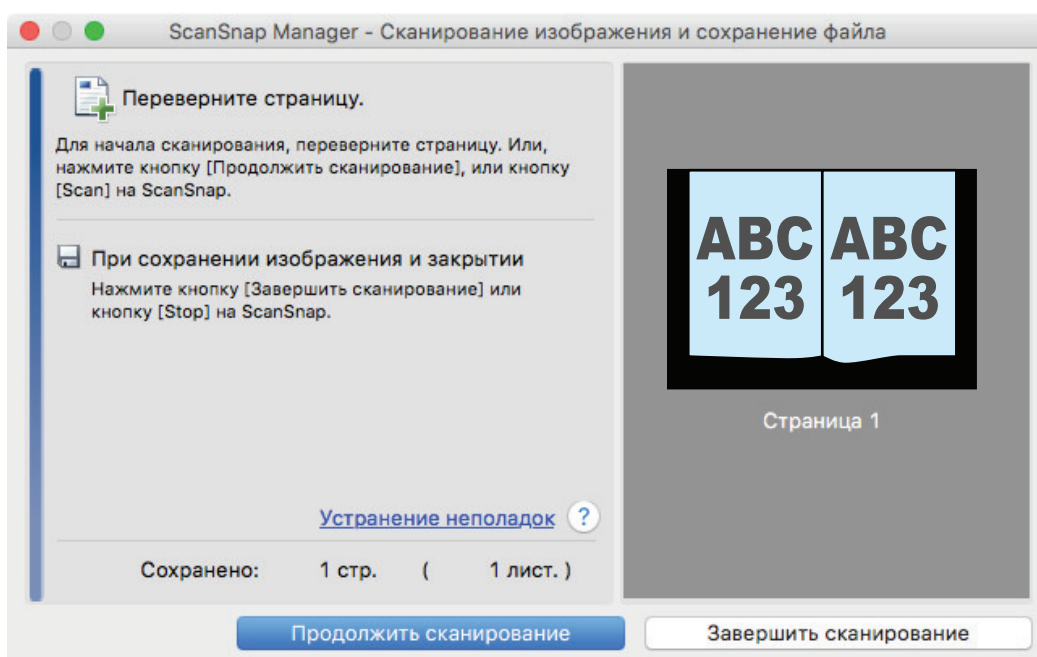 ScanSnap Manager - Сканирование изображения и сохранение файла
Переверните страницу.
Для начала сканирования, переверните страницу. Или,
нажмите кнопку [Продолжить сканирование], или кнопку
[Scan] на ScanSnap.
При сохранении изображения и закрытии
Нажмите кнопку [Завершить сканирование] или
кнопку [Stop] на ScanSnap.
ABC ABC
123 123
Страница 1
Устранение неполадок ?
Сохранено: 1 стр. ( 1 лист. )
Продолжить сканирование
Завершить сканирование